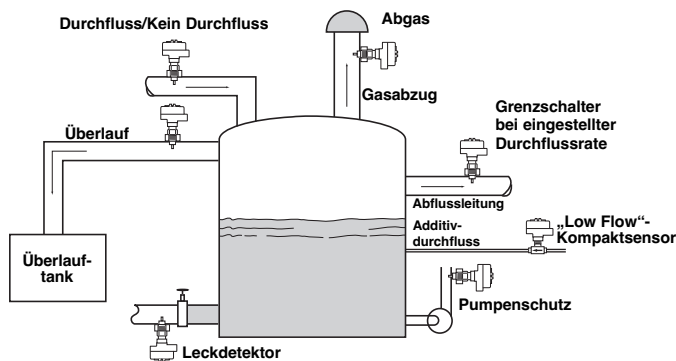 Durchfluss/Kein Durchfluss
Abgas
Gasabzug
Überlauf
Grenzschalter
bei eingestellter
Durchflussrate
Abflussleitung
Additiv-
durchfluss
„Low Flow“-
Kompaktsensor
Überlauf-
tank
Pumpenschutz
Leckdetektor